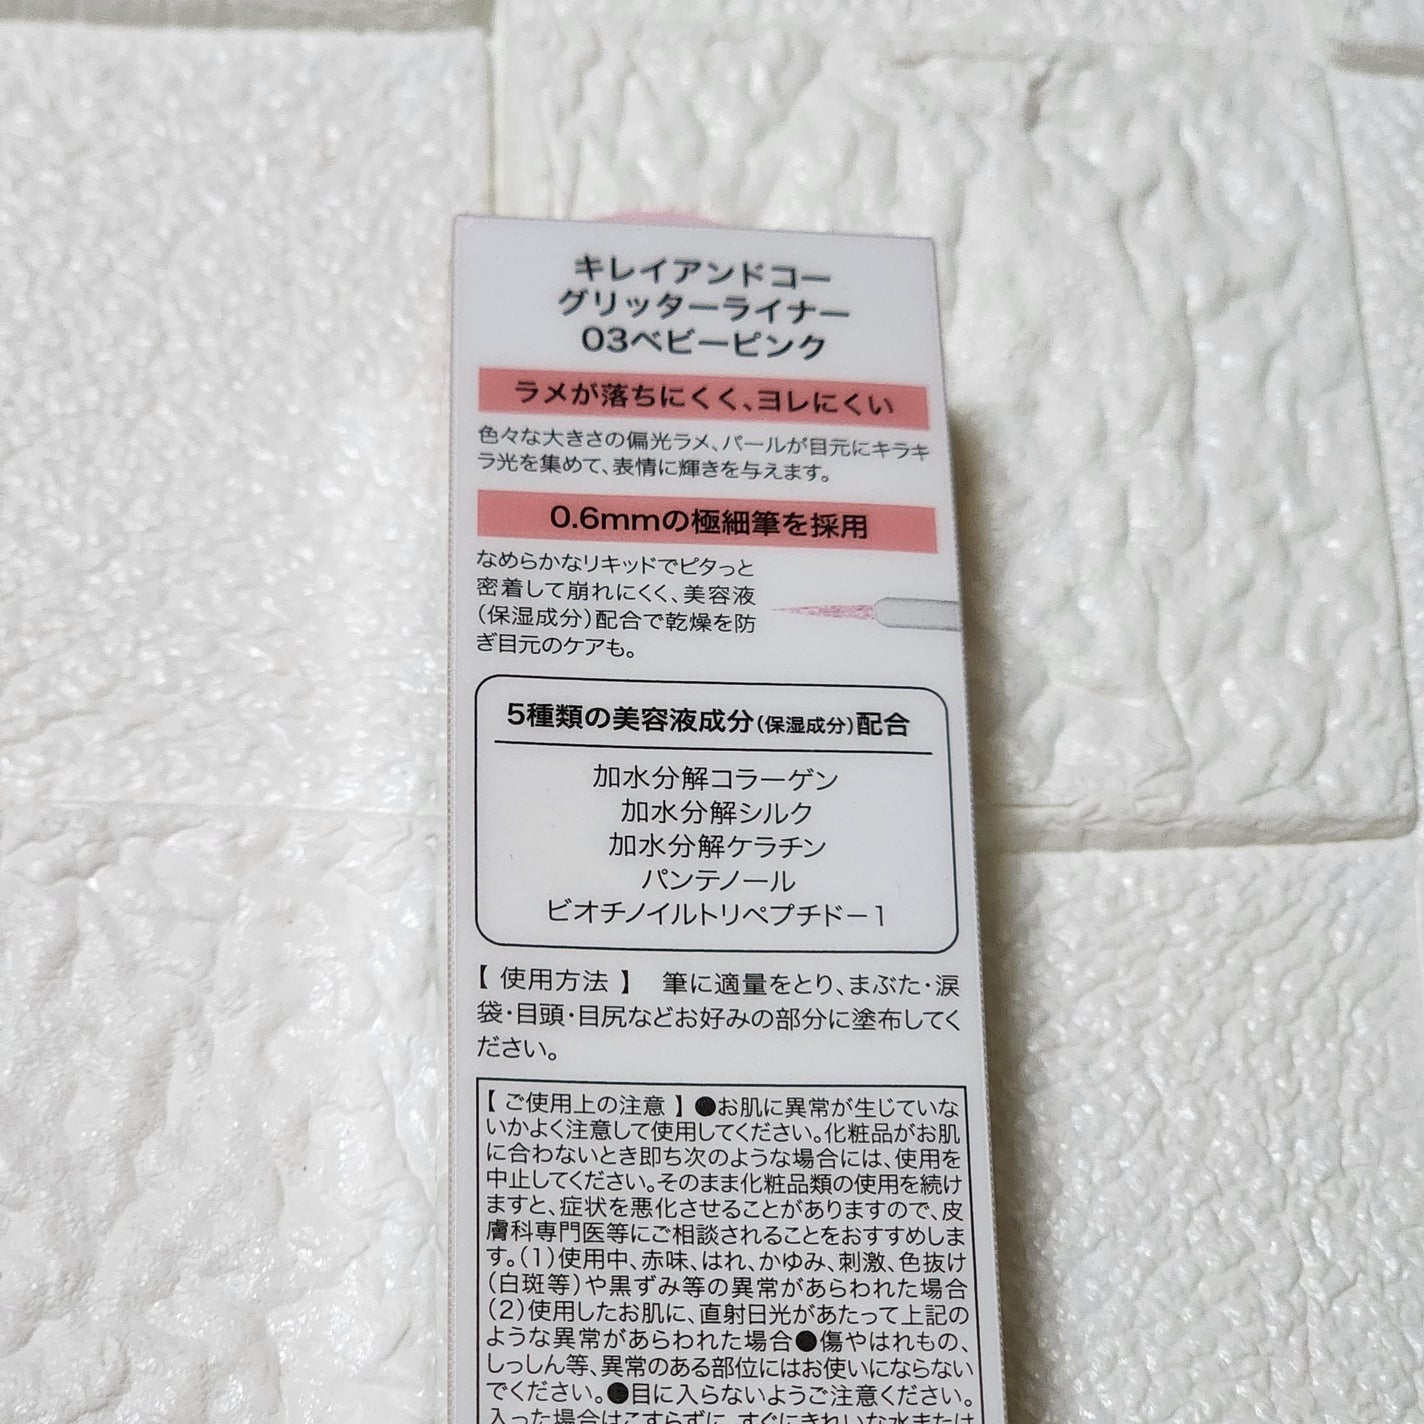 キレイアンドコー
グリッターライナー
03ベビーピンク
ラメが落ちにくく、ヨレにくい
色々な大きさの偏光ラメ、パールが目元にキラキ
ラ光を集めて、表情に輝きを与えます。
0.6mmの極細筆を採用
なめらかなリキッドでピタっと
密着して崩れにくく、美容液
(保湿成分)配合で乾燥を防
ぎ目元のケアも。
5種類の美容液成分(保湿成分)配合
加水分解コラーゲン
加水分解シルク
加水分解ケラチン
パンテノール
ビオチノイルトリペプチド－1
【 使用方法 】　筆に適量をとり、まぶた・涙
袋・目頭・目尻などお好みの部分に塗布してく
ださい。
【 ご使用上の注意 】●お肌に異常が生じていな
いかよく注意して使用してください。化粧品がお肌
に合わないとき即ち次のような場合には、使用を
中止してください。そのまま化粧品類の使用を続け
ますと、症状を悪化させることがありますので、皮
膚科専門医等にご相談されることをおすすめしま
す。(1)使用中、赤味、はれ、かゆみ、刺激、色抜け
(白斑等)や黒ずみ等の異常があらわれた場合
(2)使用したお肌に、直射日光があたって上記の
ような異常があらわれた場合●傷やはれもの、
しっしん等、異常のある部位にはお使いにならない
でください。●目に入らないようご注意ください。
入った場合はこすらずに、すぐにきれいな水または